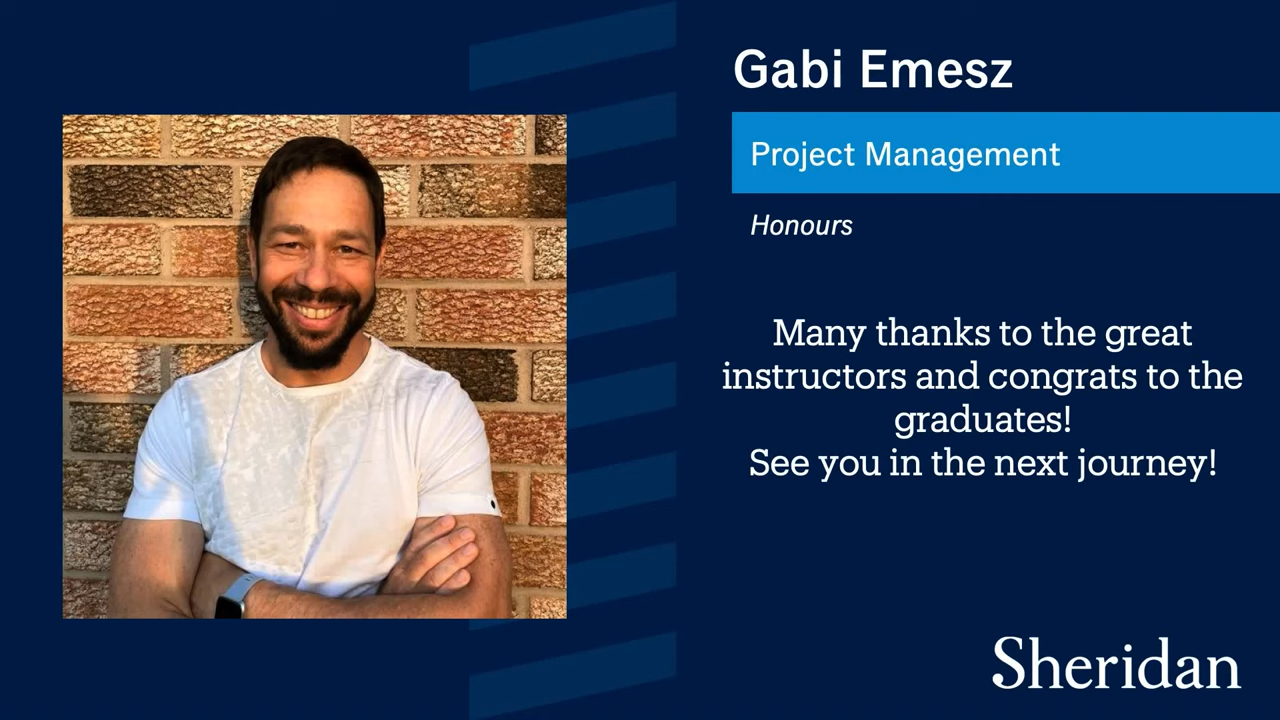 Gabi Emesz
Project Management
Honours
Many thanks to the great
instructors and congrats to the
graduates!
See you in the next journey!
Sheridan